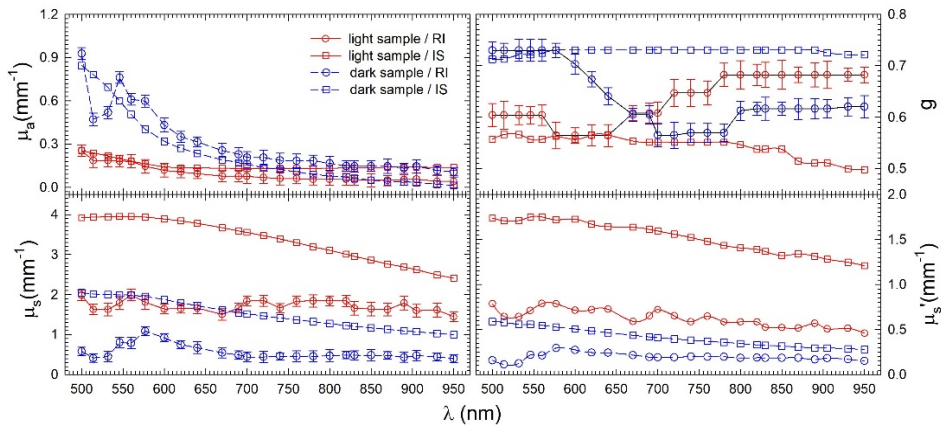 1.2
0.9
0.6
0.3
0.0
μa(mm-1)
light sample / RI
light sample / IS
dark sample / RI
dark sample / IS
0.8
0.7
0.6
0.5
g
4
3
2
1
0
μs(mm-1)
2.0
1.5
1.0
0.5
0.0
μs'(mm-1)
500 550 600 650 700 750 800 850 900 950
500 550 600 650 700 750 800 850 900 950
λ (nm)